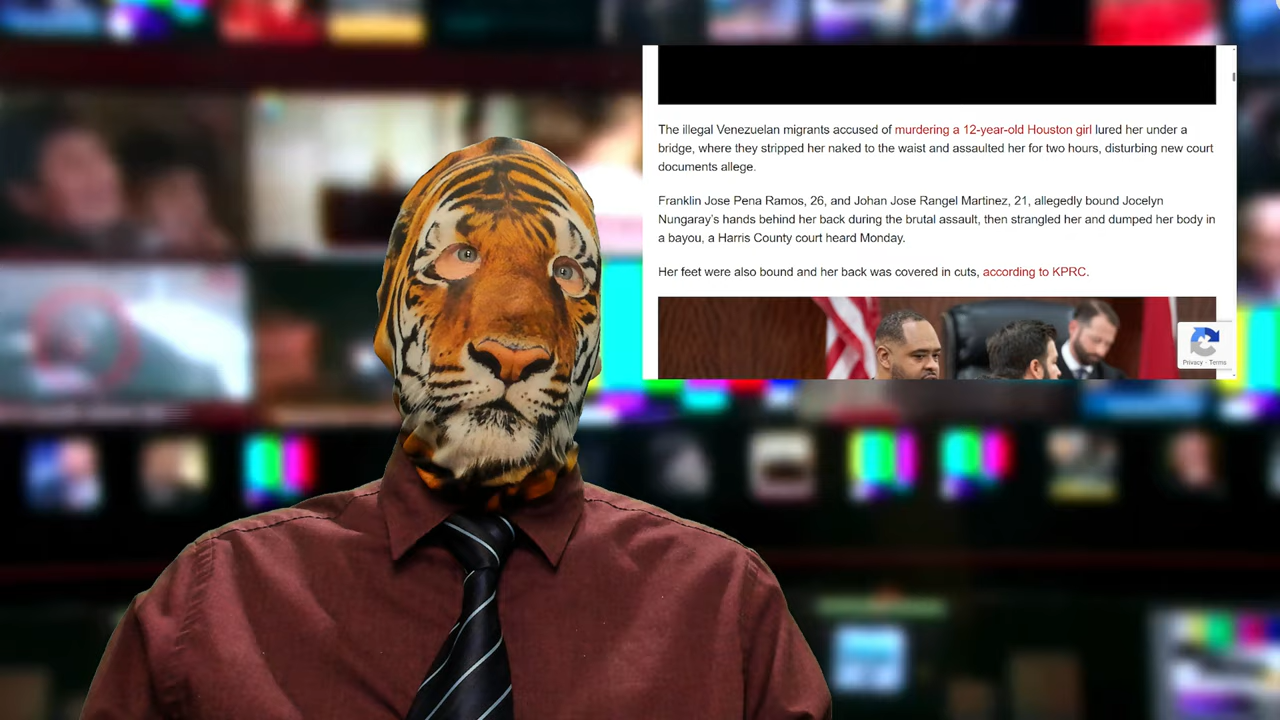 The illegal Venezuelan migrants accused of murdering a 12-year-old Houston girl lured her under a
bridge, where they stripped her naked to the waist and assaulted her for two hours, disturbing new court
documents allege.
Franklin Jose Pena Ramos, 26, and Johan Jose Rangel Martinez, 21, allegedly bound Jocelyn
Nungaray's hands behind her back during the brutal assault, then strangled her and dumped her body in
a bayou, a Harris County court heard Monday.
Her feet were also bound and her back was covered in cuts, according to KPRC.
Privacy - Terms